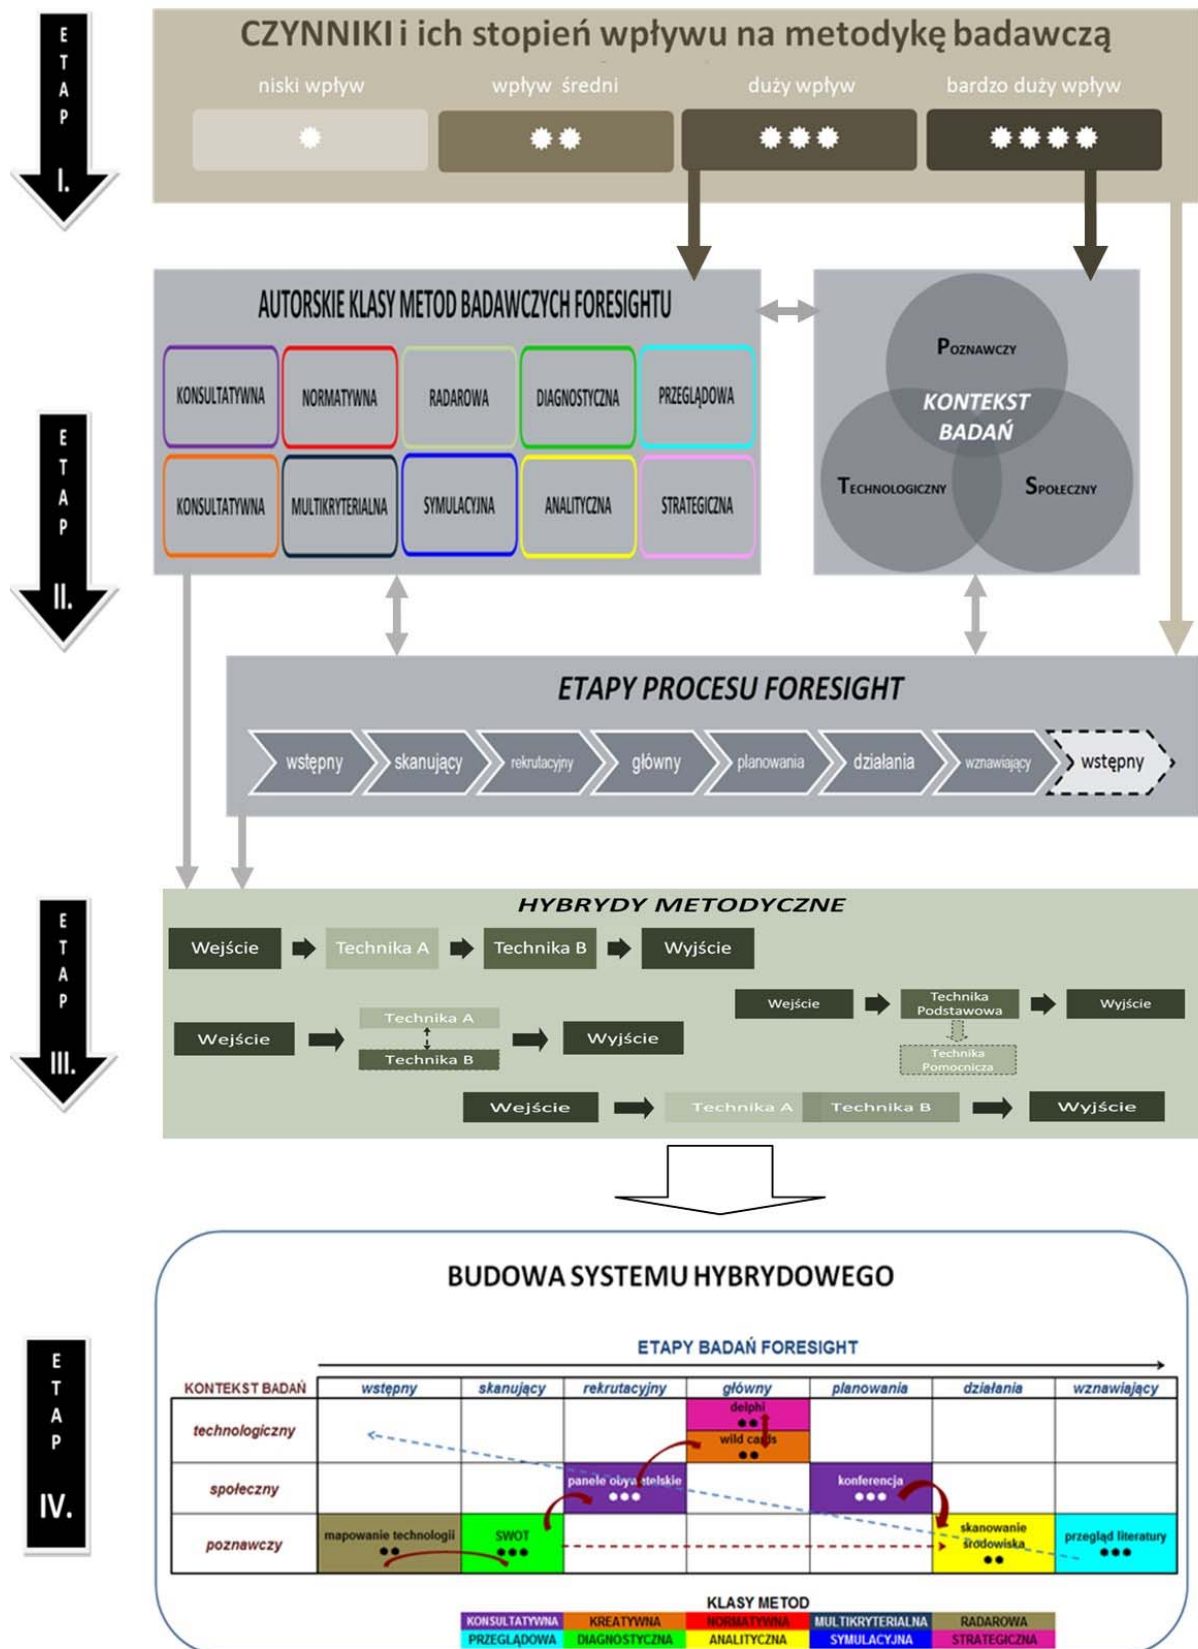 ETAP I.
CZYNNIKI i ich stopień wpływu na metodykę badawczą
niski wpływ
wpływ średni
duży wpływ
bardzo duży wpływ
ETAP II.
AUTORSKIE KLASY METOD BADAWCZYCH FORESIGHTU
KONSULTATYWNA
NORMATYWNA
RADAROWA
DIAGNOSTYCZNA
PRZEGLĄDOWA
KONSULTATYWNA
MULTIKRYTERIALNA
SYMULACYJNA
ANALITYCZNA
STRATEGICZNA
POZNAWCZY
KONTEKST
BADAŃ
TECHNOLOGICZNY
SPOŁECZNY
ETAPY PROCESU FORESIGHT
wstępny
skanujący
rekrutacyjny
główny
planowania
działania
wznawiający
wstępny
ETAP III.
HYBRYDY METODYCZNE
Wejście
Technika A
Technika B
Wyjście
Wejście
Technika
Podstawowa
Wyjście
Technika
Pomocnicza
Wejście
Technika A
Technika B
Wyjście
Wejście
Technika A
Technika B
Wyjście
ETAP IV.
BUDOWA SYSTEMU HYBRYDOWEGO
ETAPY BADAŃ FORESIGHT
KONTEKST BADAŃ
wstępny
skanujący
rekrutacyjny
główny
planowania
działania
wznawiający
technologiczny
delphi
wild cards
społeczny
panele obywatelskie
konferencja
poznawczy
mapowanie technologii
SWOT
skanowanie
środowiska
przegląd literatury
KLASY METOD
KONSULTATYWNA
KREATYWNA
NORMATYWNA
MULTIKRYTERIALNA
RADAROWA
PRZEGLĄDOWA
DIAGNOSTYCZNA
ANALITYCZNA
SYMULACYJNA
STRATEGICZNA